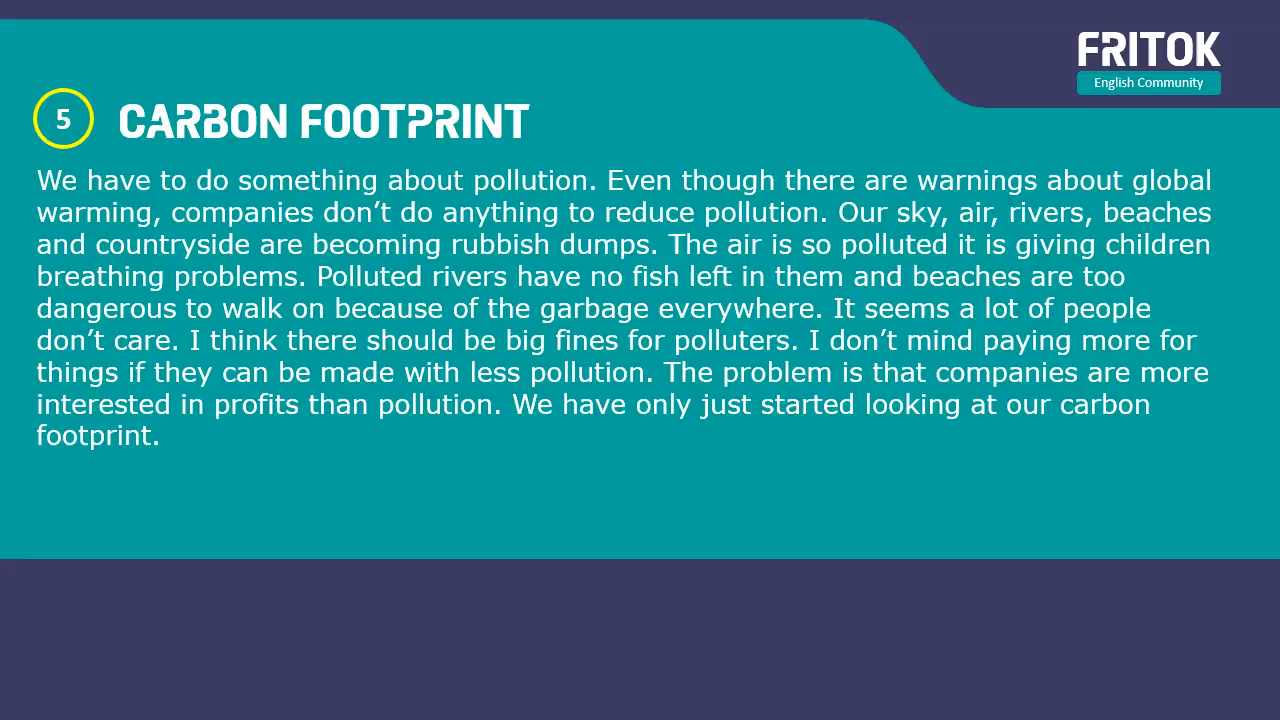 FRITOK
English Community
5 CARBON FOOTPRINT
We have to do something about pollution. Even though there are warnings about global
warming, companies don’t do anything to reduce pollution. Our sky, air, rivers, beaches
and countryside are becoming rubbish dumps. The air is so polluted it is giving children
breathing problems. Polluted rivers have no fish left in them and beaches are too
dangerous to walk on because of the garbage everywhere. It seems a lot of people
don’t care. I think there should be big fines for polluters. I don’t mind paying more for
things if they can be made with less pollution. The problem is that companies are more
interested in profits than pollution. We have only just started looking at our carbon
footprint.